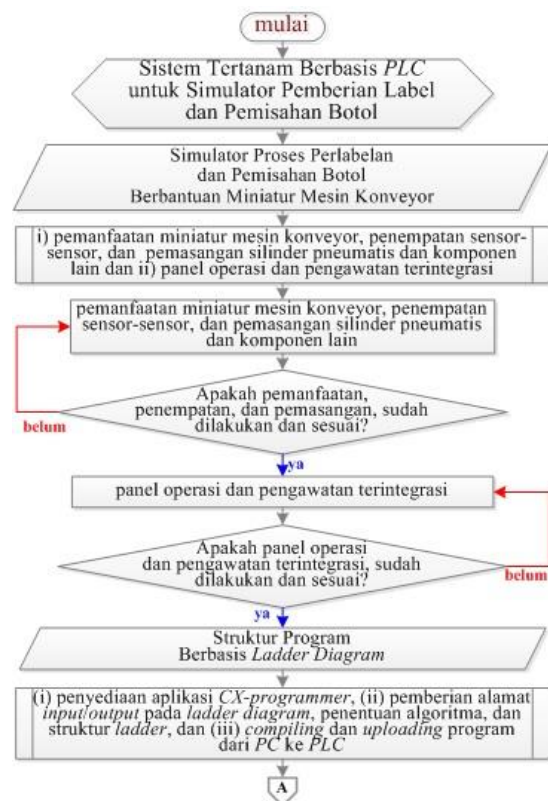 mulai
Sistem Tertanam Berbasis PLC
untuk Simulator Pemberian Label
dan Pemisahan Botol
Simulator Proses Perlabelan
dan Pemisahan Botol
Berbantuan Miniatur Mesin Konveyor
i) pemanfaatan miniatur mesin konveyor, penempatan sensor-
sensor, dan pemasangan silinder pneumatis dan komponen
lain dan ii) panel operasi dan pengawatan terintegrasi
pemanfaatan miniatur mesin konveyor, penempatan
sensor-sensor, dan pemasangan silinder pneumatis
dan komponen lain
Apakah pemanfaatan,
penempatan, dan pemasangan, sudah
dilakukan dan sesuai?
belum
ya
panel operasi dan pengawatan terintegrasi
Apakah panel operasi
dan pengawatan terintegrasi, sudah
dilakukan dan sesuai?
belum
ya
Struktur Program
Berbasis Ladder Diagram
(i) penyediaan aplikasi CX-programmer, (ii) pemberian alamat
input/output pada ladder diagram, penentuan algoritma, dan
struktur ladder, dan (iii) compiling dan uploading program
dari PC ke PLC
A